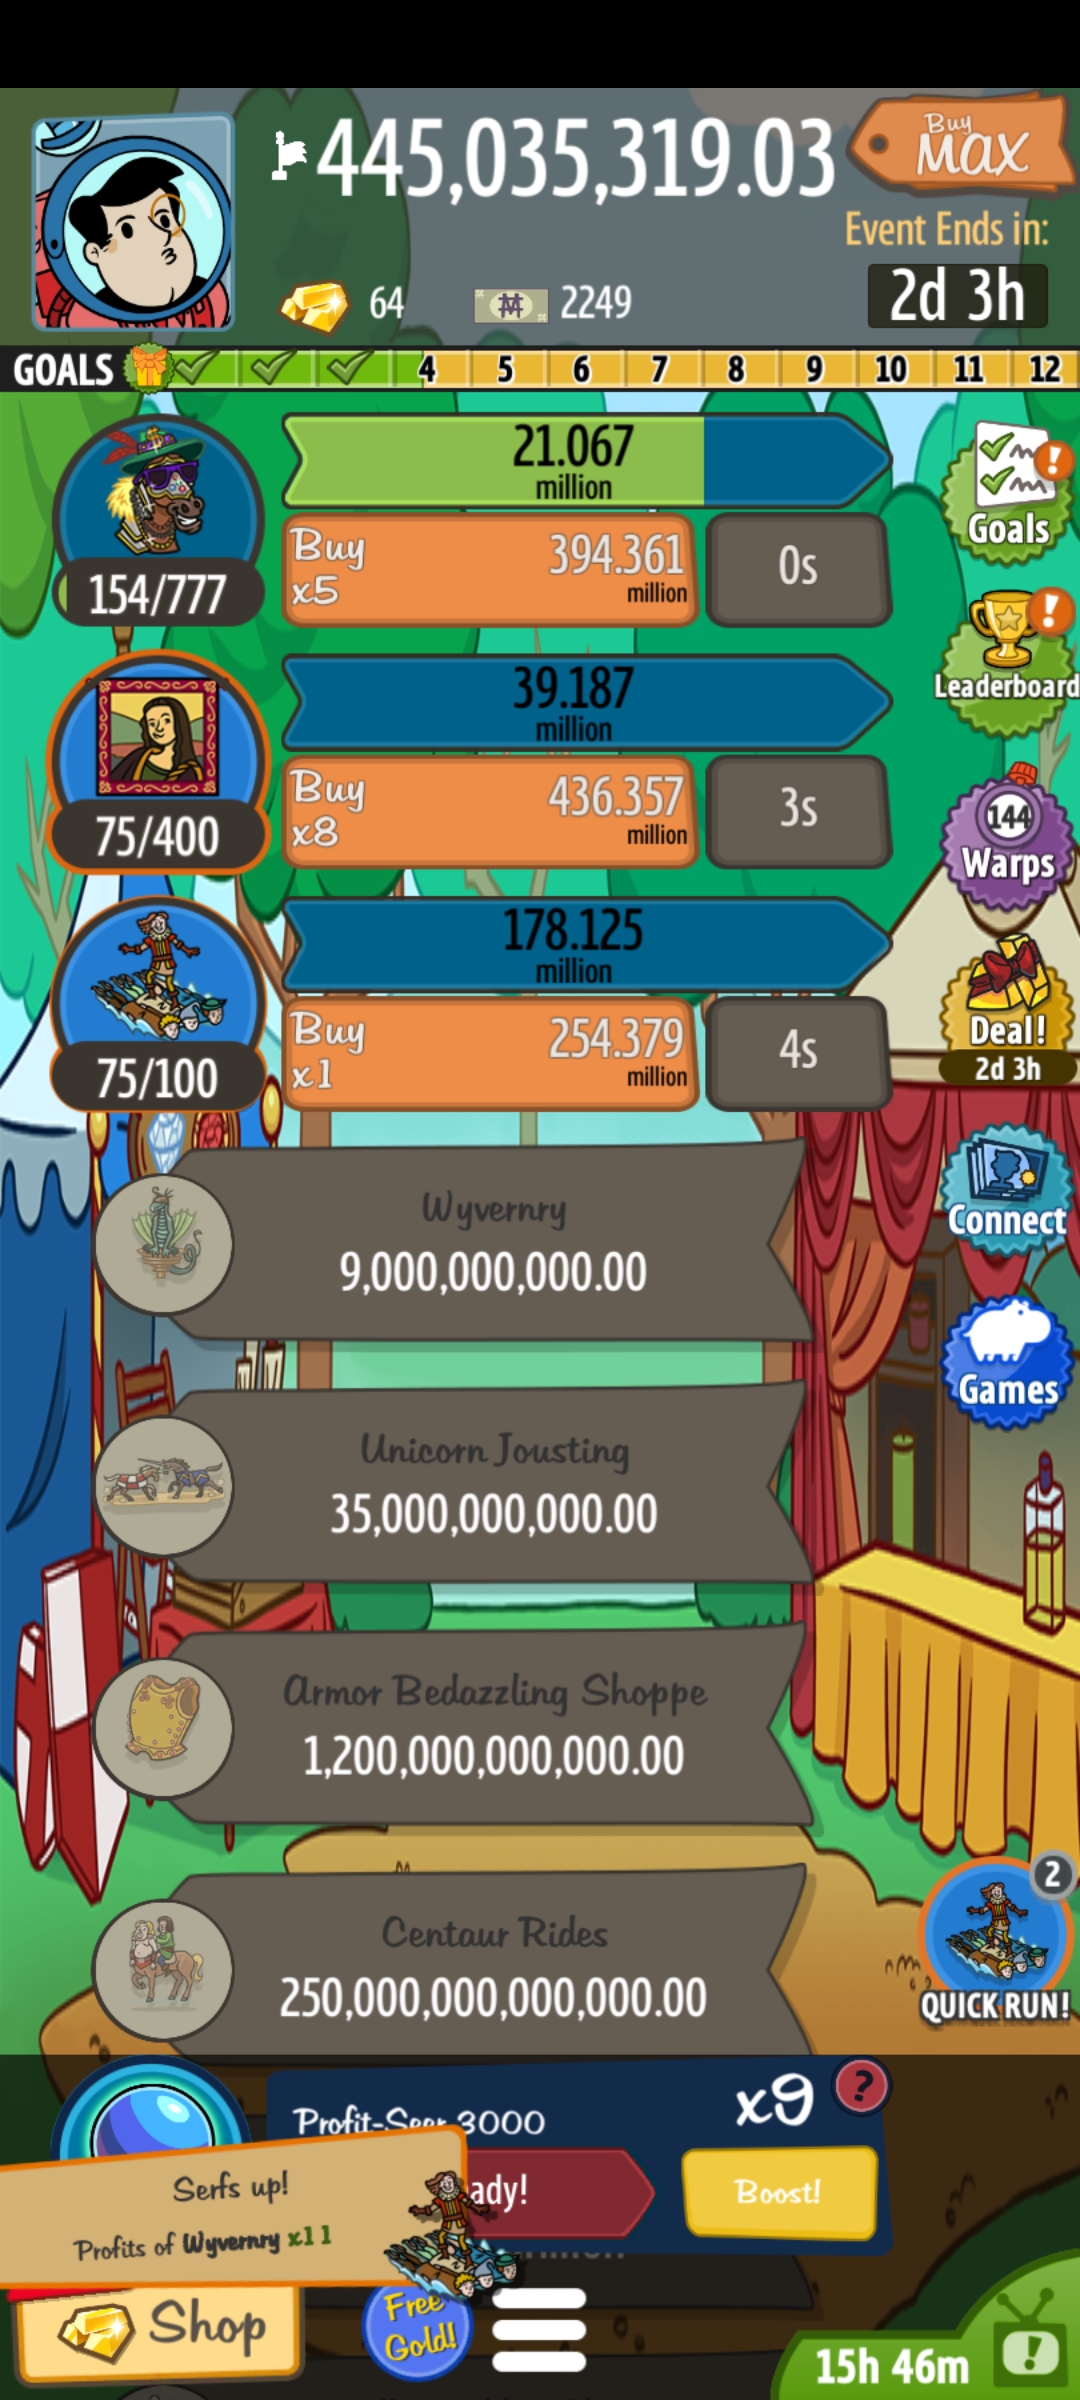 445,035,319.03
Buy
MAX
Event Ends in:
2d 3h
64
2249
GOALS
4
5
6
7
8
9
10
11
12
21.067
million
Buy
x5
394.361
million
0s
154/777
Goals
39.187
million
Buy
x8
436.357
million
3s
75/400
Leaderboard
144
Warps
178.125
million
Buy
x1
254.379
million
4s
75/100
Deal!
2d 3h
Wyvernry
9,000,000,000.00
Connect
Unicorn Jousting
35,000,000,000.00
Games
Armor Bedazzling Shoppe
1,200,000,000,000.00
Centaur Rides
250,000,000,000,000.00
2
QUICK RUN!
Profit-Seer 3000
x9
?
ady!
Boost!
Serfs up!
Profits of Wyvernry x11
Shop
Free
Gold!
15h 46m